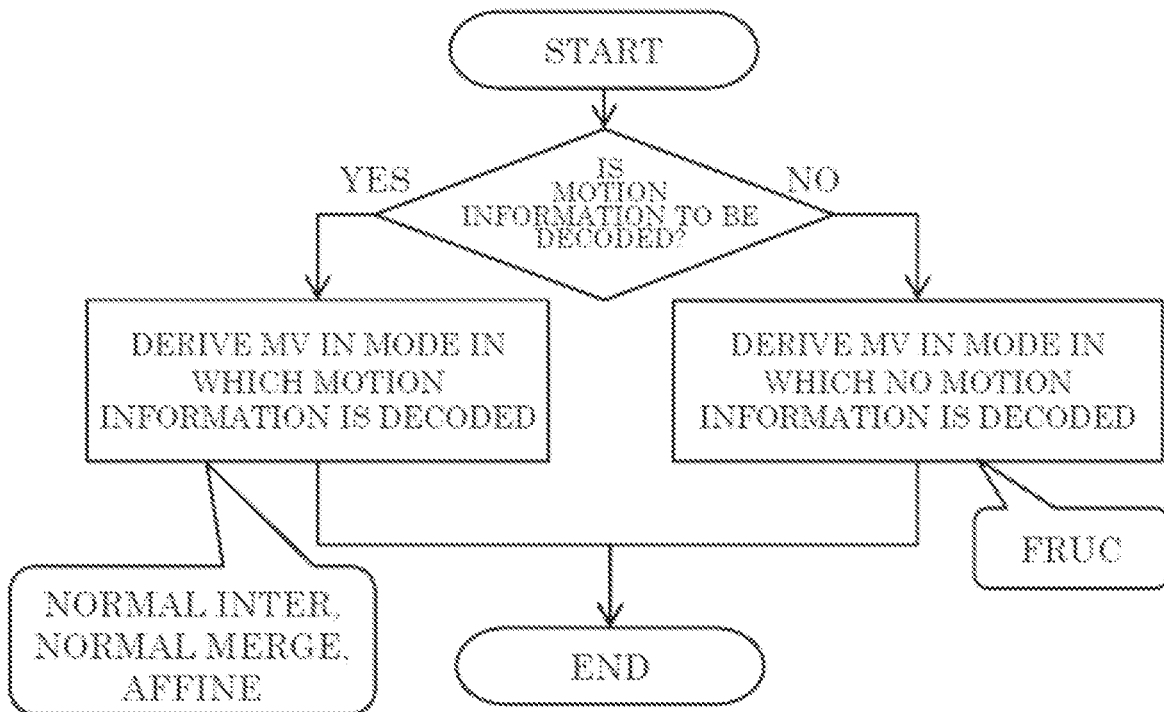 START
YES
NO
IS
MOTION
INFORMATION TO BE
DECODED?
DERIVE MV IN MODE IN
WHICH MOTION
INFORMATION IS DECODED
DERIVE MV IN MODE IN
WHICH NO MOTION
INFORMATION IS DECODED
NORMAL INTER,
NORMAL MERGE,
AFFINE
FRUC
END